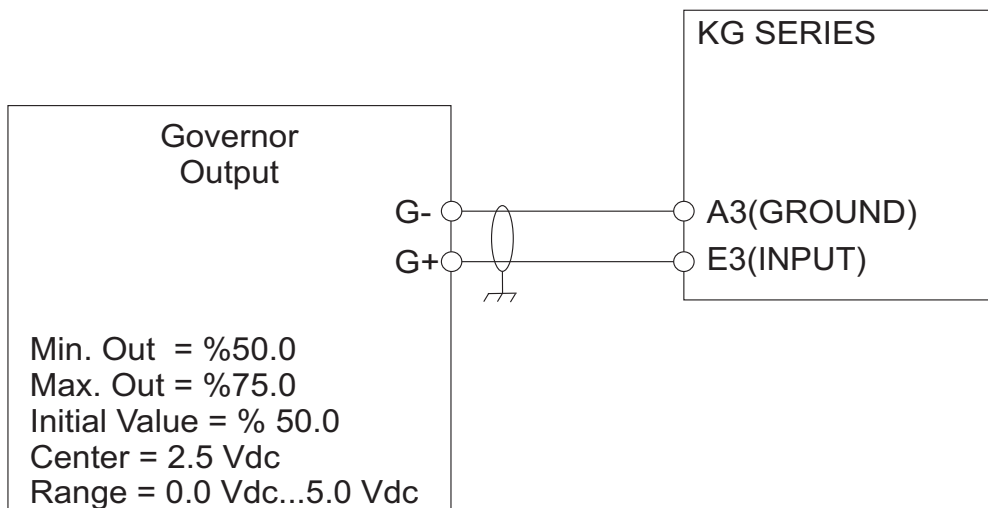 KG SERIES
Governor
Output
G-
A3(GROUND)
G+
E3(INPUT)
Min. Out  = %50.0
Max. Out = %75.0
Initial Value = % 50.0
Center = 2.5 Vdc
Range = 0.0 Vdc...5.0 Vdc